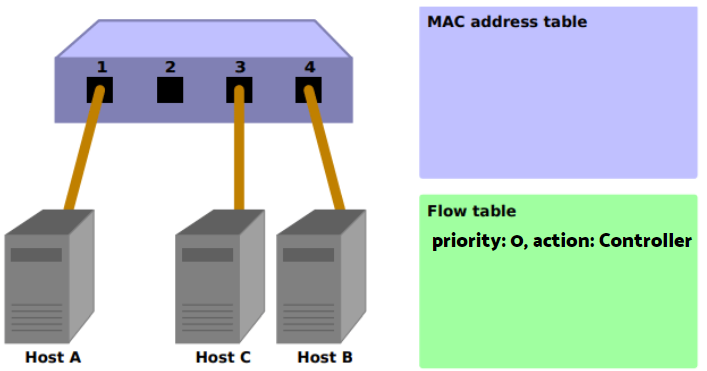 1 2 3 4
Host A
Host C
Host B
MAC address table
Flow table
priority: 0, action: Controller